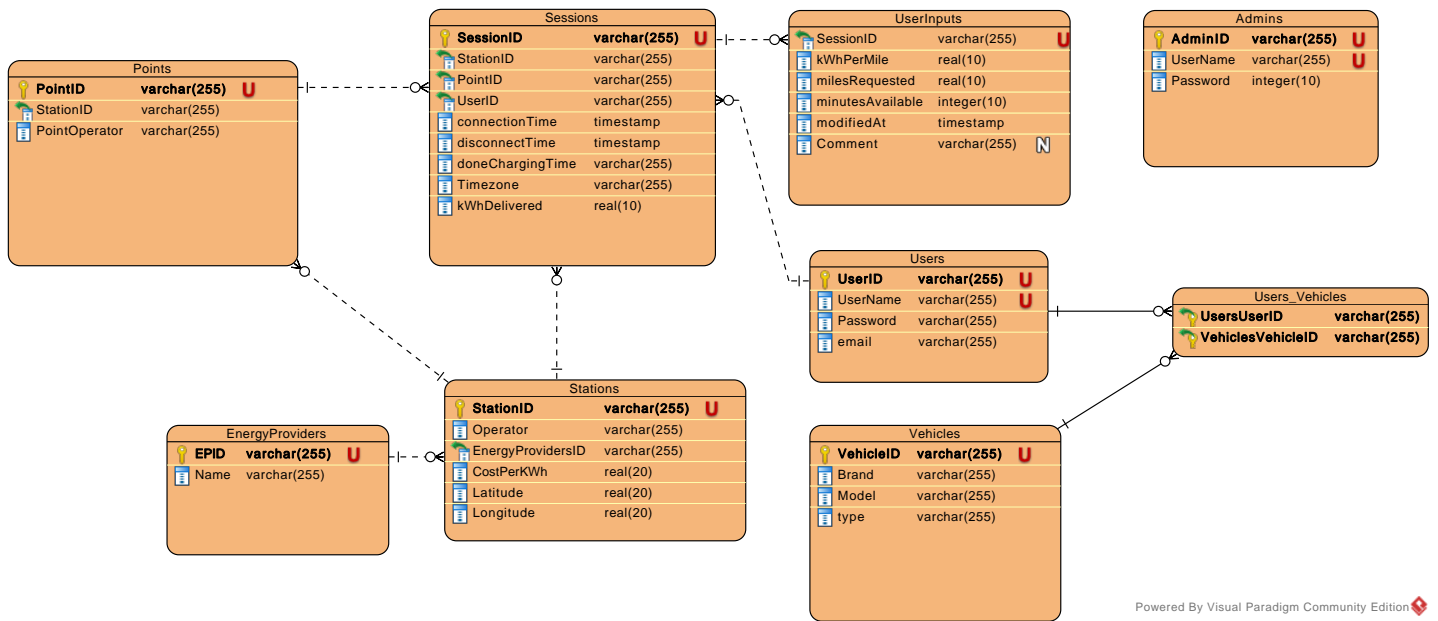 Points
PointID varchar(255) U
StationID varchar(255)
PointOperator varchar(255)
Sessions
SessionID varchar(255) U
StationID varchar(255)
PointID varchar(255)
UserID varchar(255)
connectionTime timestamp
disconnectTime timestamp
doneChargingTime varchar(255)
Timezone varchar(255)
kWhDelivered real(10)
UserInputs
SessionID varchar(255) U
kWhPerMile real(10)
milesRequested real(10)
minutesAvailable integer(10)
modifiedAt timestamp
Comment varchar(255) N
Admins
AdminID varchar(255) U
UserName varchar(255) U
Password integer(10)
Users
UserID varchar(255) U
UserName varchar(255) U
Password varchar(255)
email varchar(255)
Users_Vehicles
UsersUserID varchar(255)
VehiclesVehicleID varchar(255)
EnergyProviders
EPID varchar(255) U
Name varchar(255)
Stations
StationID varchar(255) U
Operator varchar(255)
EnergyProvidersID varchar(255)
CostPerKWh real(20)
Latitude real(20)
Longitude real(20)
Vehicles
VehicleID varchar(255) U
Brand varchar(255)
Model varchar(255)
type varchar(255)
Powered By Visual Paradigm Community Edition